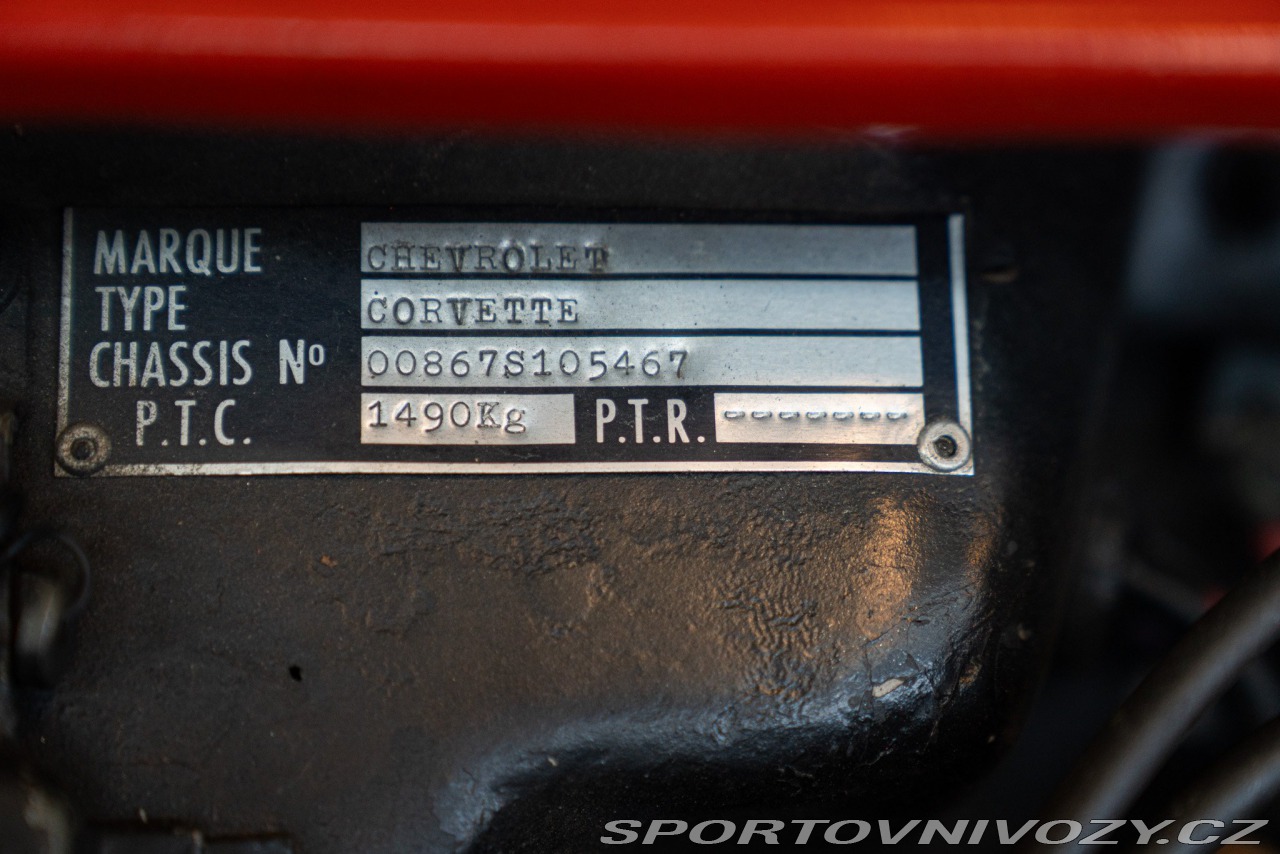 MARQUE CHEVROLET
TYPE CORVETTE
CHASSIS Nº 00867S105467
P.T.C. 1490Kg P.T.R. -------
SPORTOVNIVOZY.CZ